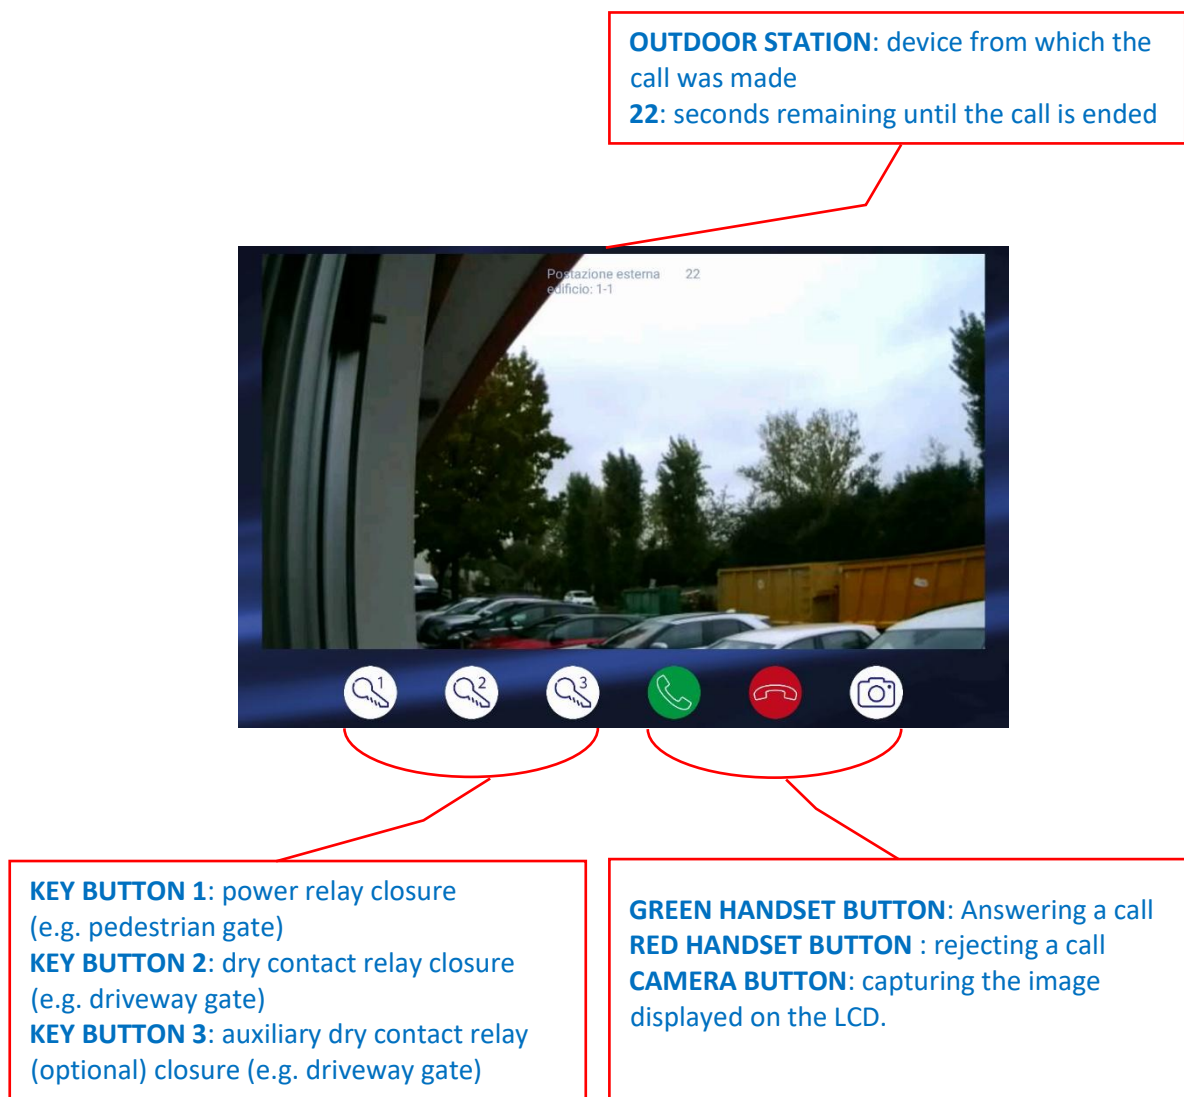 OUTDOOR STATION: device from which the
call was made
22: seconds remaining until the call is ended
Postazione esterna 22
edificio: 1-1
1
2
3
KEY BUTTON 1: power relay closure
(e.g. pedestrian gate)
KEY BUTTON 2: dry contact relay closure
(e.g. driveway gate)
KEY BUTTON 3: auxiliary dry contact relay
(optional) closure (e.g. driveway gate)
GREEN HANDSET BUTTON: Answering a call
RED HANDSET BUTTON : rejecting a call
CAMERA BUTTON: capturing the image
displayed on the LCD.